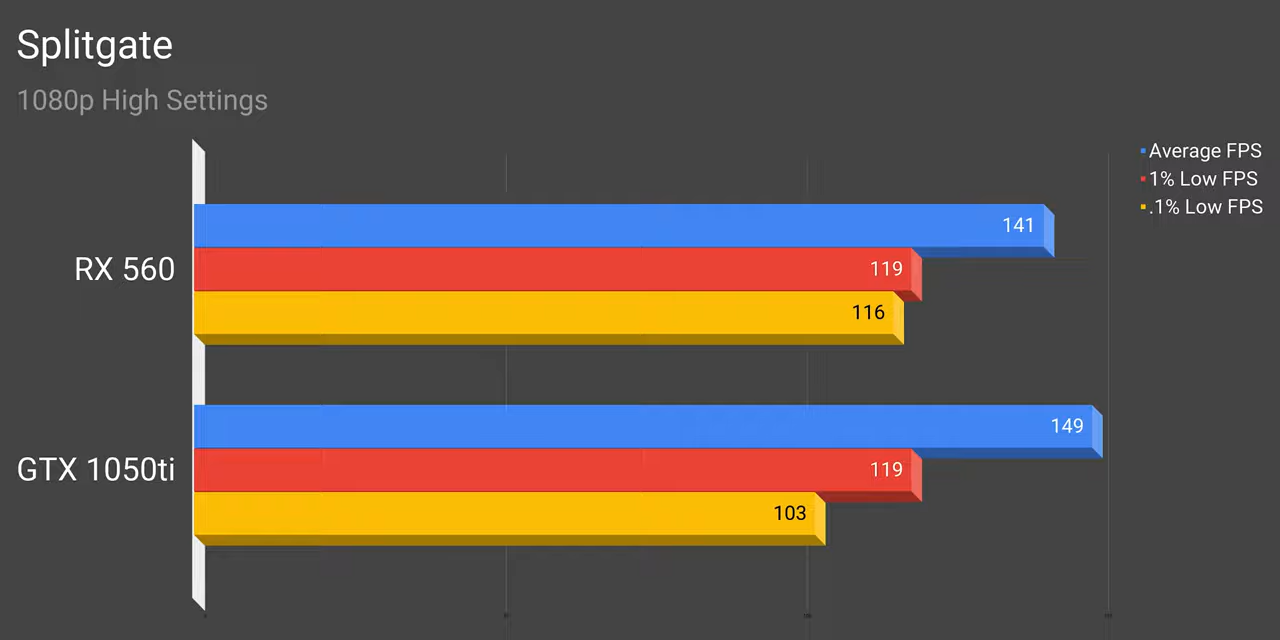 Splitgate
1080p High Settings
Average FPS
1% Low FPS
.1% Low FPS
RX 560
141
119
116
GTX 1050ti
149
119
103